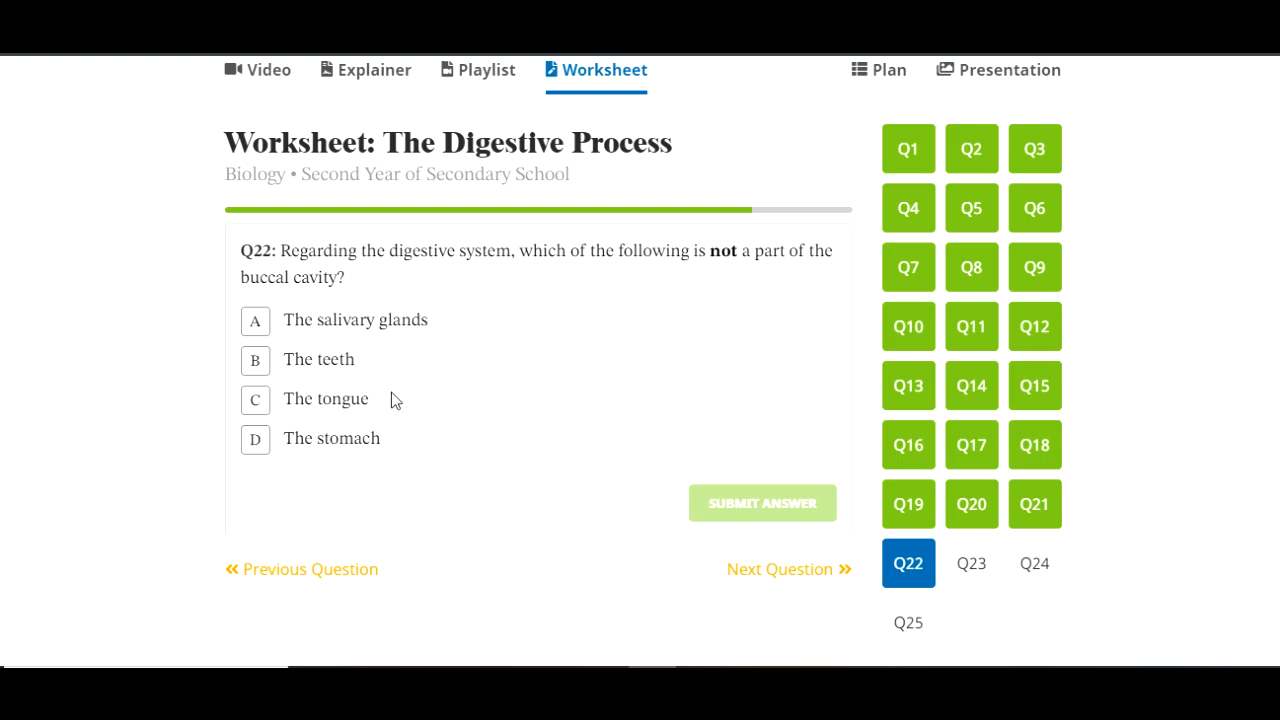 Video Explainer Playlist Worksheet Plan Presentation
Worksheet: The Digestive Process
Biology • Second Year of Secondary School
Q22: Regarding the digestive system, which of the following is not a part of the
buccal cavity?
A The salivary glands
B The teeth
C The tongue
D The stomach
SUBMIT ANSWER
« Previous Question Next Question »
Q1 Q2 Q3
Q4 Q5 Q6
Q7 Q8 Q9
Q10 Q11 Q12
Q13 Q14 Q15
Q16 Q17 Q18
Q19 Q20 Q21
Q22 Q23 Q24
Q25